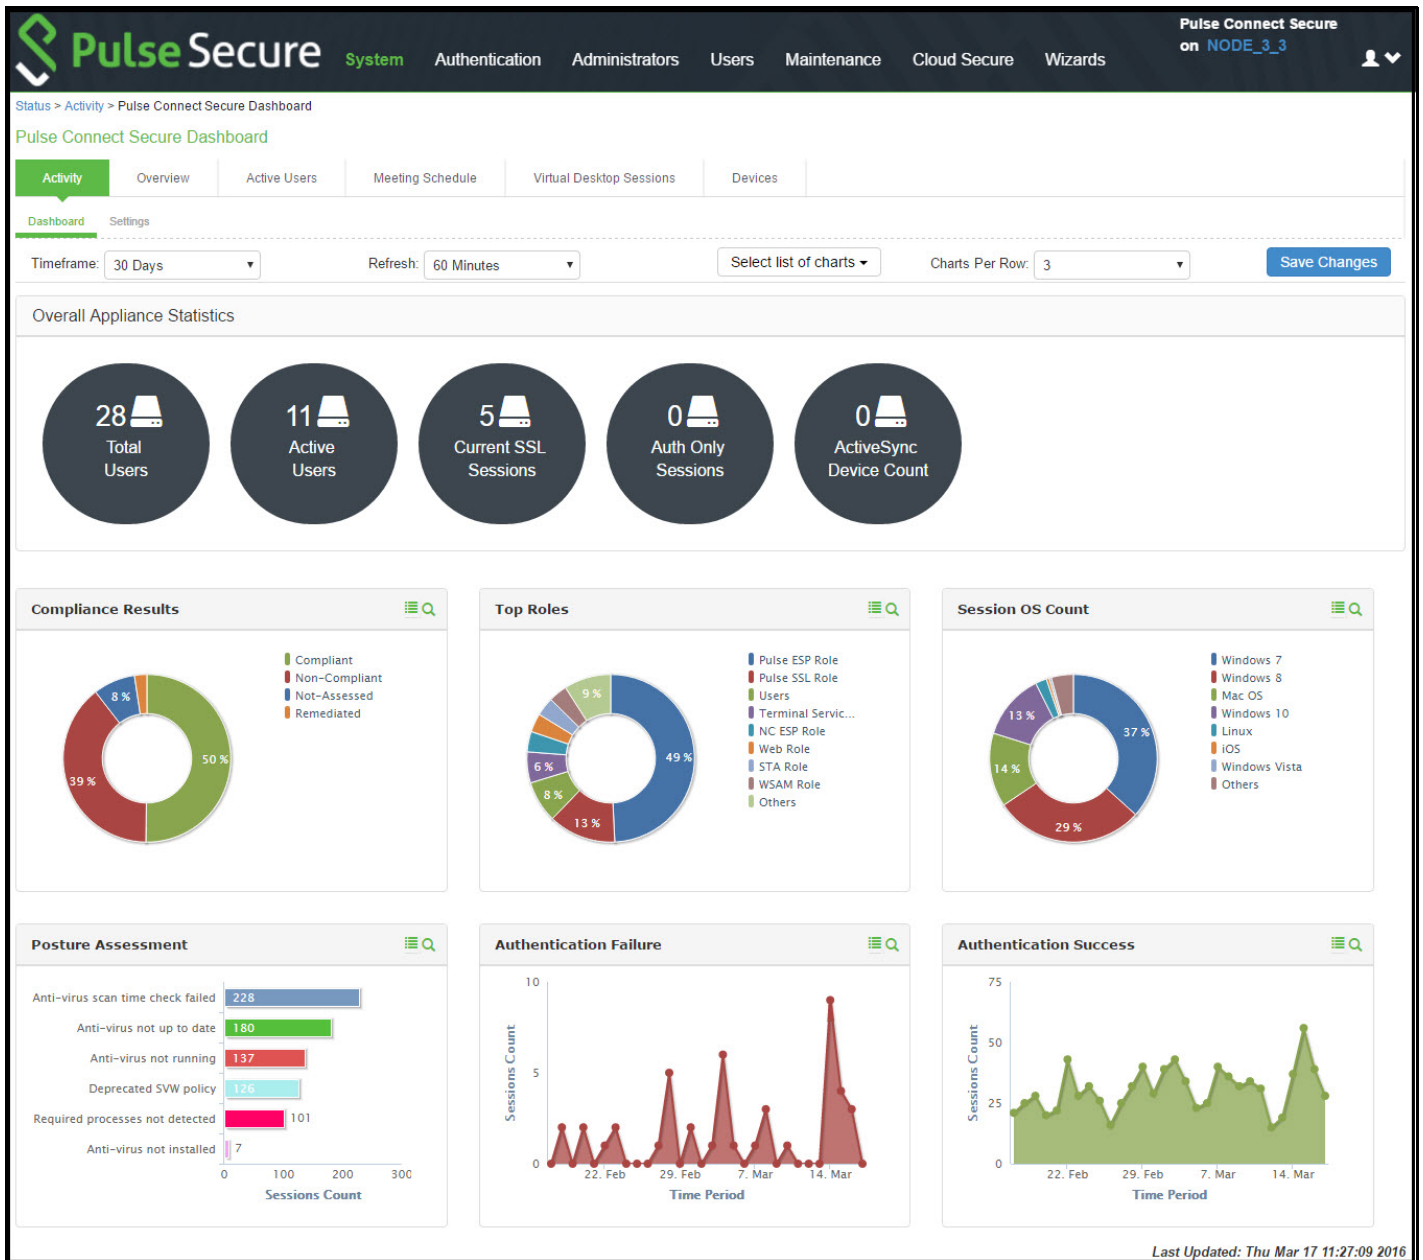 Pulse Secure
System Authentication Administrators Users Maintenance Cloud Secure Wizards
Pulse Connect Secure
on NODE_3_3
Status > Activity > Pulse Connect Secure Dashboard
Pulse Connect Secure Dashboard
Activity Overview Active Users Meeting Schedule Virtual Desktop Sessions Devices
Dashboard Settings
Timeframe: 30 Days Refresh: 60 Minutes Select list of charts Charts Per Row: 3 Save Changes
Overall Appliance Statistics
28
Total
Users
11
Active
Users
5
Current SSL
Sessions
0
Auth Only
Sessions
0
ActiveSync
Device Count
Compliance Results
Compliant
Non-Compliant
Not-Assessed
Remediated
8 %
50 %
39 %
Top Roles
Pulse ESP Role
Pulse SSL Role
Users
Terminal Servic...
NC ESP Role
Web Role
STA Role
WSAM Role
Others
9 %
49 %
6 %
8 %
13 %
Session OS Count
Windows 7
Windows 8
Mac OS
Windows 10
Linux
iOS
Windows Vista
Others
13 %
37 %
14 %
29 %
Posture Assessment
Anti-virus scan time check failed 228
Anti-virus not up to date 180
Anti-virus not running 137
Deprecated SVW policy 126
Required processes not detected 101
Anti-virus not installed 7
0 100 200 300
Sessions Count
Authentication Failure
10
5
0
Sessions Count
22. Feb 29. Feb 7. Mar 14. Mar
Time Period
Authentication Success
75
50
25
0
Sessions Count
22. Feb 29. Feb 7. Mar 14. Mar
Time Period
Last Updated: Thu Mar 17 11:27:09 2016